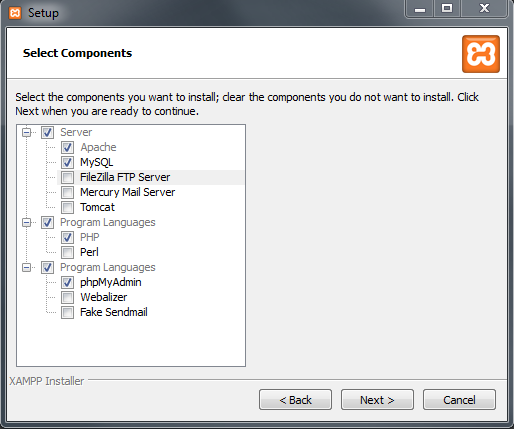 Setup
Select Components
Select the components you want to install; clear the components you do not want to install. Click
Next when you are ready to continue.
Server
Apache
MySQL
FileZilla FTP Server
Mercury Mail Server
Tomcat
Program Languages
PHP
Perl
Program Languages
phpMyAdmin
Webalizer
Fake Sendmail
XAMPP Installer
< Back
Next >
Cancel